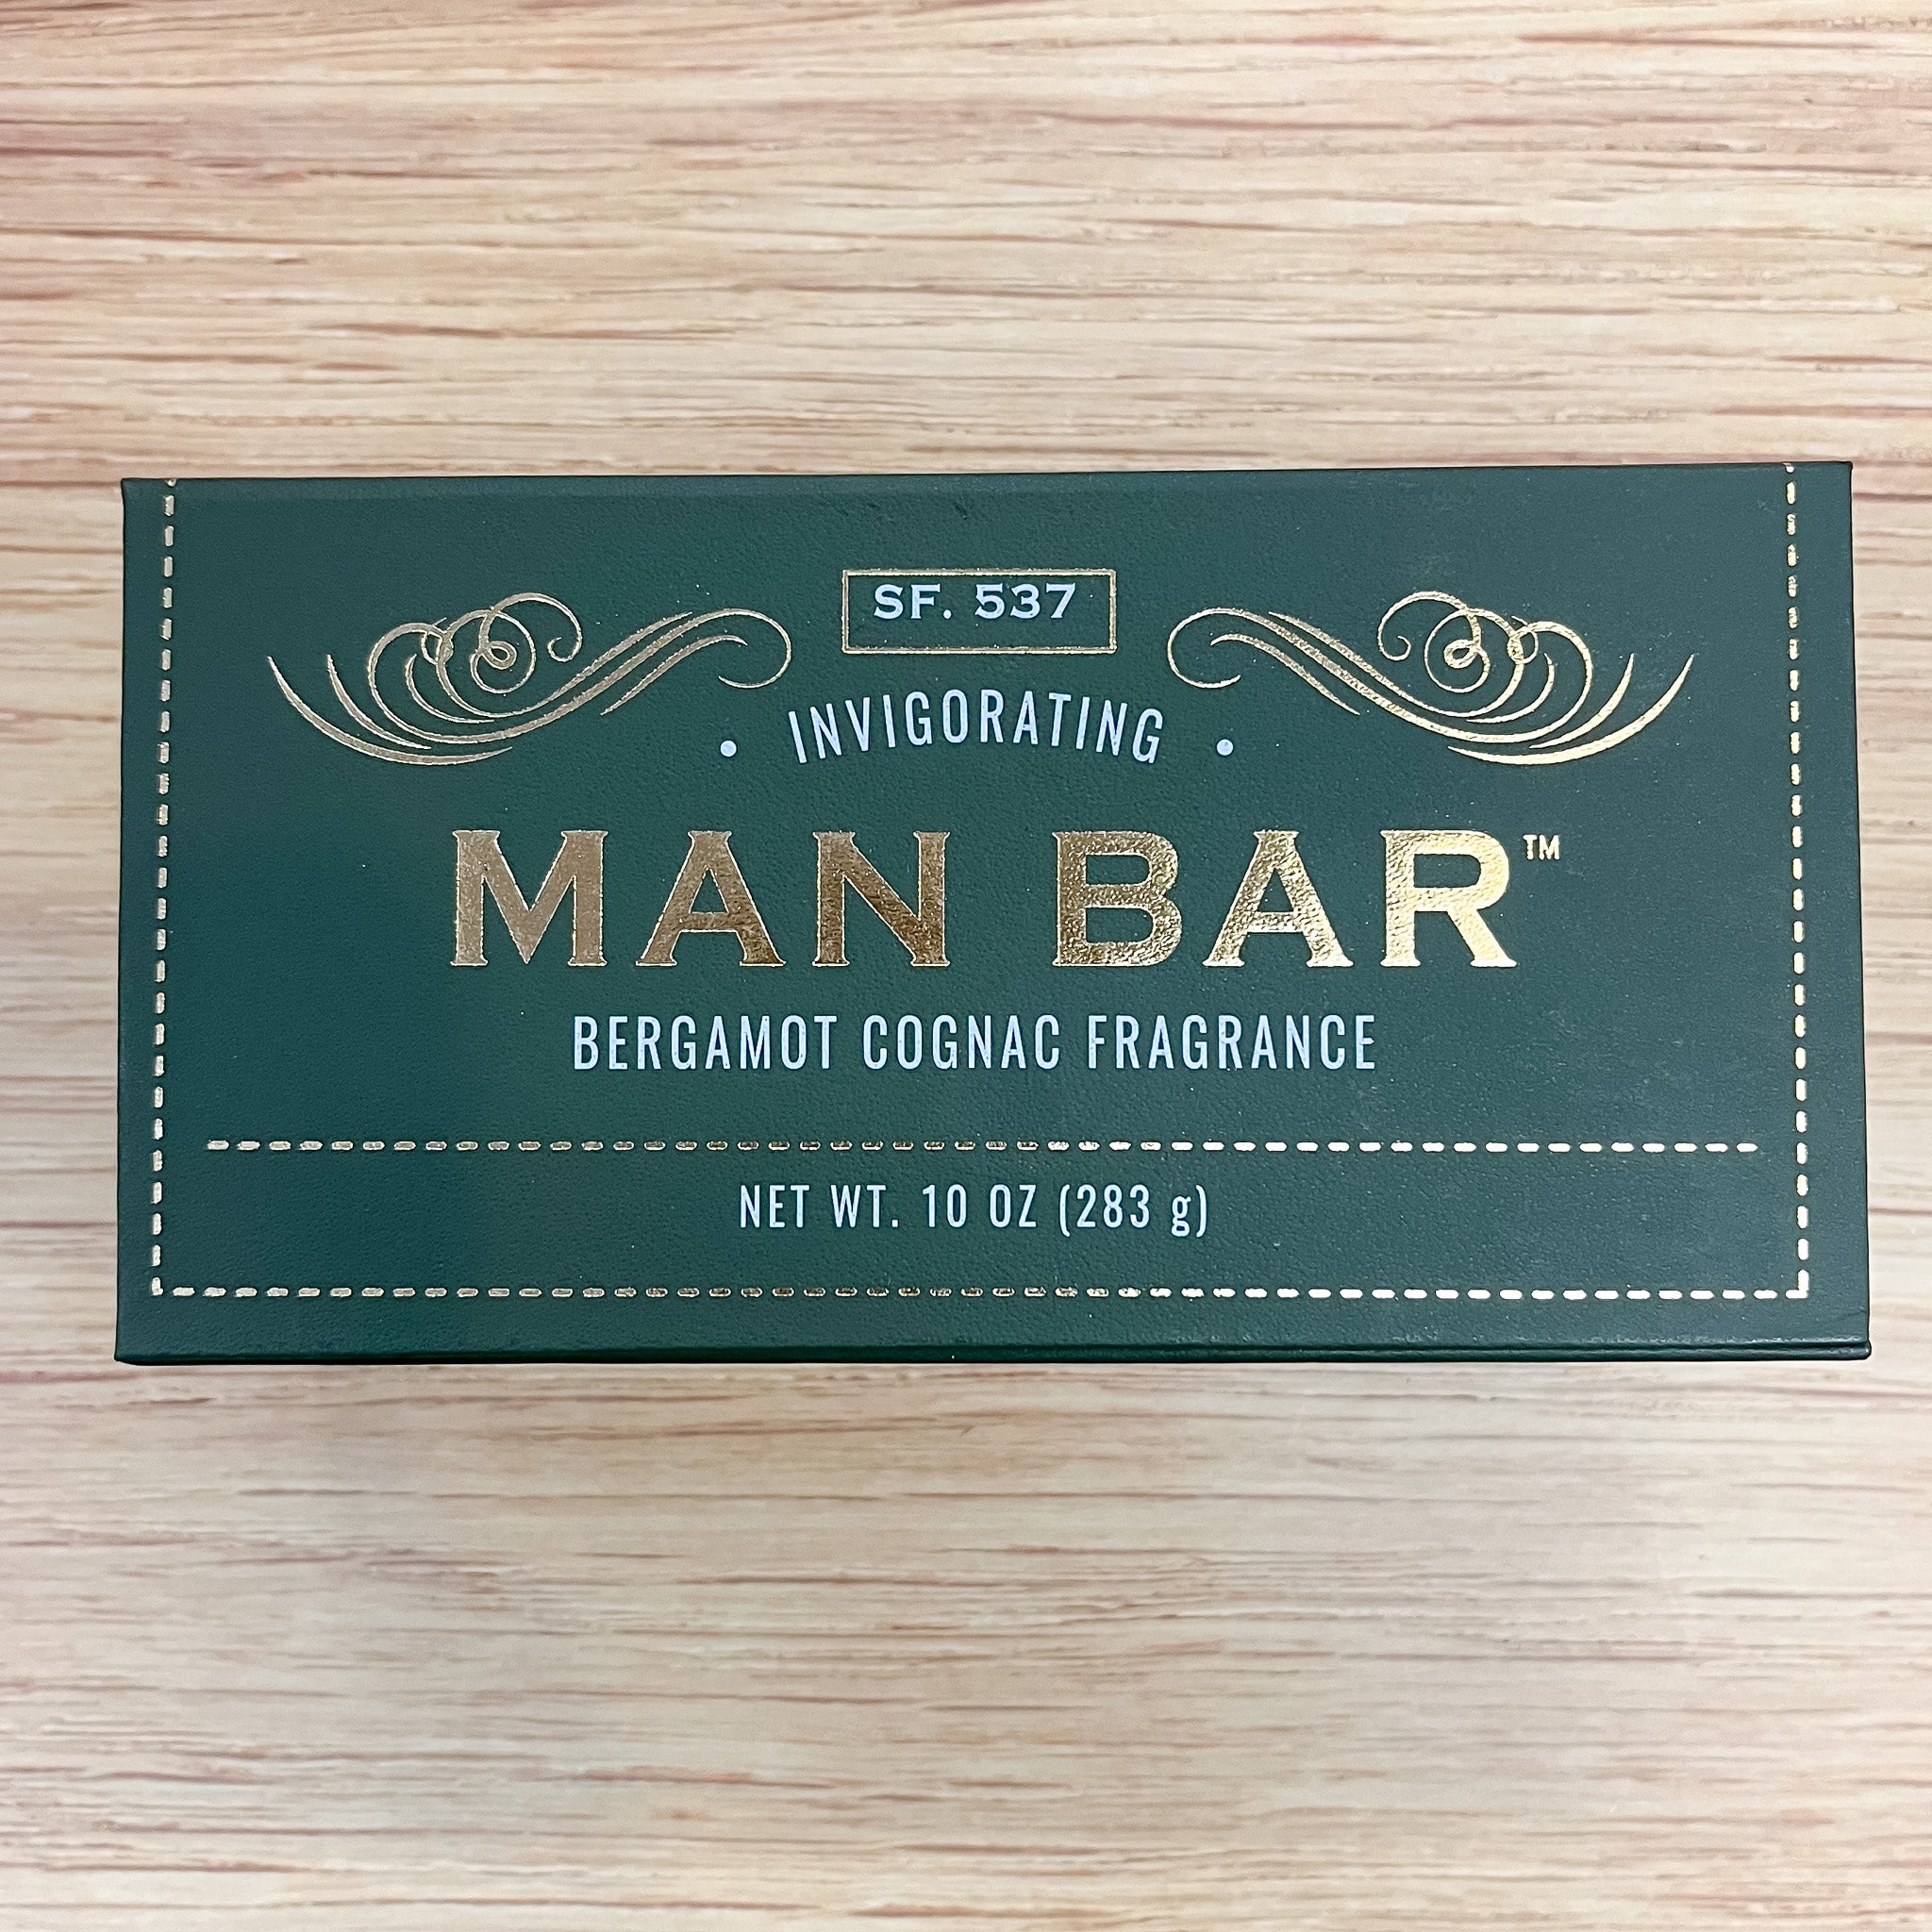 SF. 537
• INVIGORATING •
MAN BAR™
BERGAMOT COGNAC FRAGRANCE
NET WT. 10 OZ (283 g)